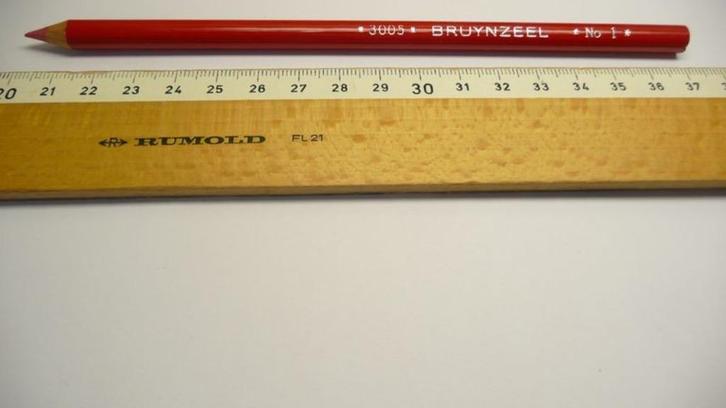 3005 BRUYNZEEL * No 1 *
20 21 22 23 24 25 26 27 28 29 30 31 32 33 34 35 36 37
R RUMOLD FL 21